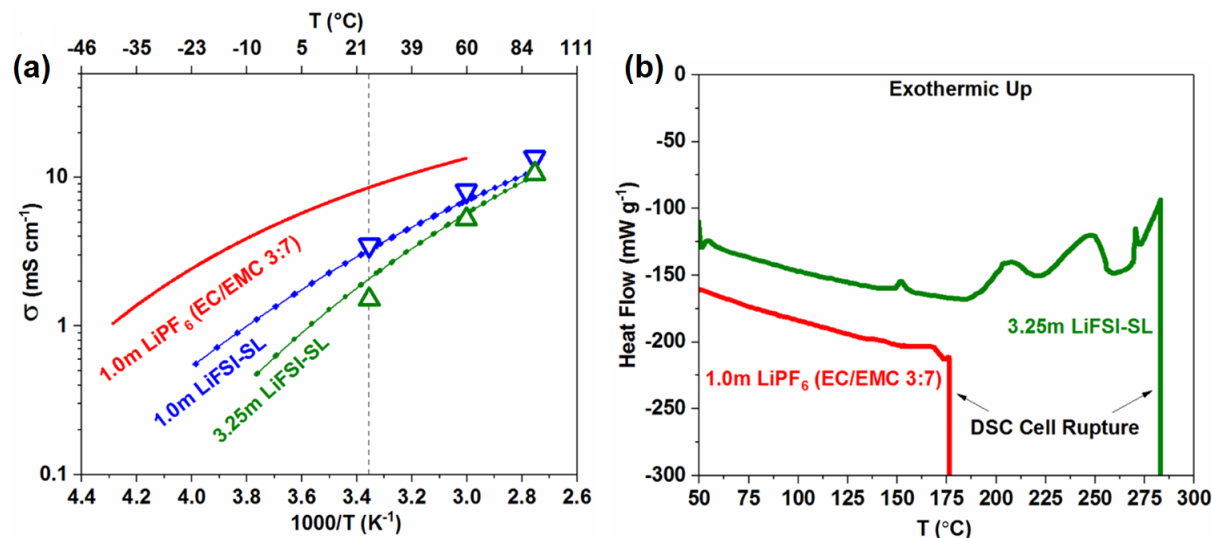 (a)
T (°C)
-46 -35 -23 -10 5 21 39 60 84 111
σ (mS cm⁻¹)
10
1
0.1
1.0m LiPF₆ (EC/EMC 3:7)
1.0m LiFSI-SL
3.25m LiFSI-SL
4.4 4.2 4.0 3.8 3.6 3.4 3.2 3.0 2.8 2.6
1000/T (K⁻¹)
(b)
Exothermic Up
Heat Flow (mW g⁻¹)
0
-50
-100
-150
-200
-250
-300
3.25m LiFSI-SL
1.0m LiPF₆ (EC/EMC 3:7)
DSC Cell Rupture
50 75 100 125 150 175 200 225 250 275 300
T (°C)